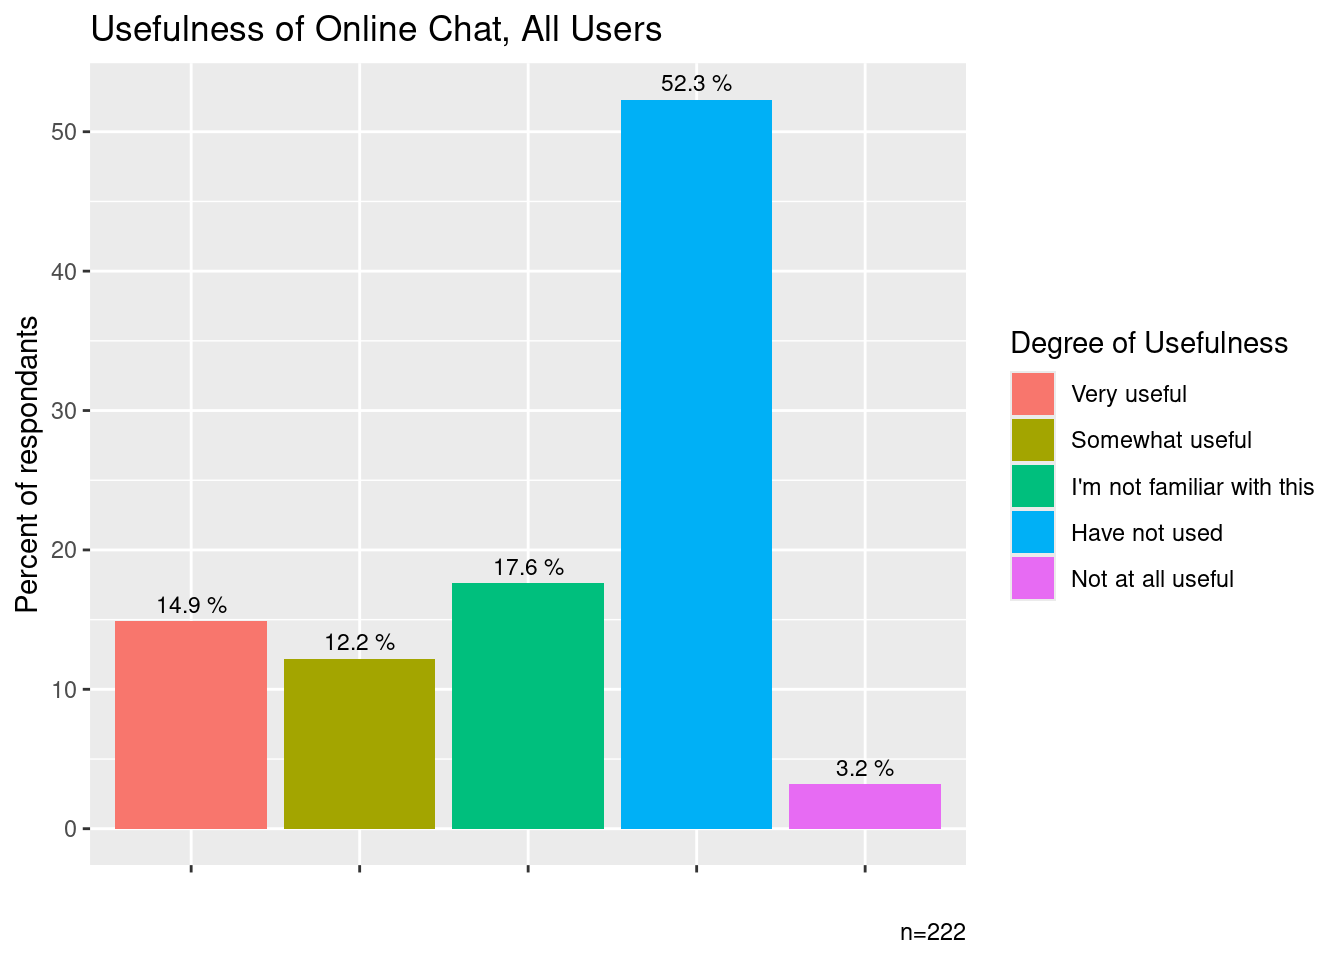 Usefulness of Online Chat, All Users
52.3 %
50
40
30
20
17.6 %
14.9 %
12.2 %
10
3.2 %
0
Percent of respondants
n=222
Degree of Usefulness
Very useful
Somewhat useful
I'm not familiar with this
Have not used
Not at all useful